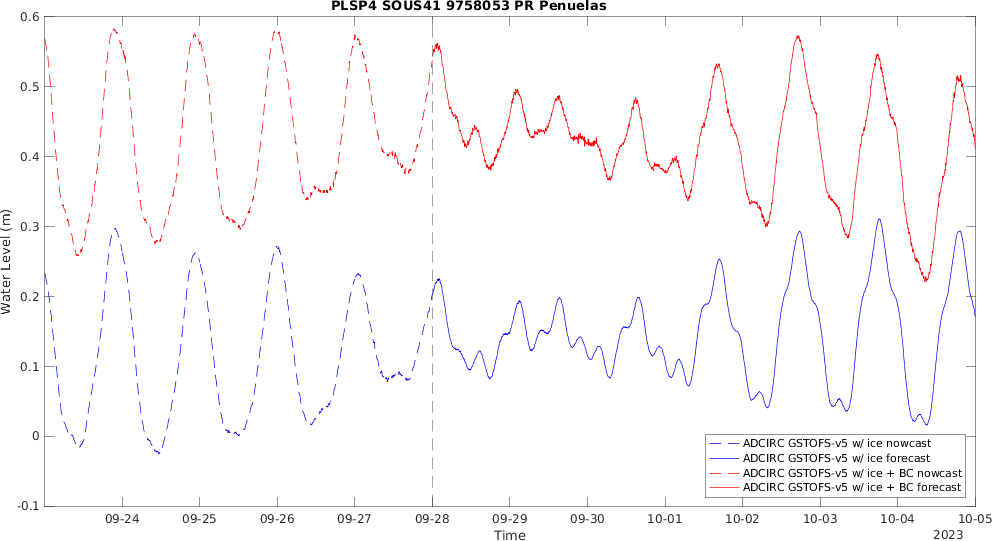 PLSP4 SOUS41 9758053 PR Penuelas
0.6
0.5
0.4
0.3
0.2
0.1
0
-0.1
Water Level (m)
ADCIRC GSTOFS-v5 w/ ice nowcast
ADCIRC GSTOFS-v5 w/ ice forecast
ADCIRC GSTOFS-v5 w/ ice + BC nowcast
ADCIRC GSTOFS-v5 w/ ice + BC forecast
09-24 09-25 09-26 09-27 09-28 09-29 09-30 10-01 10-02 10-03 10-04 10-05
Time
2023